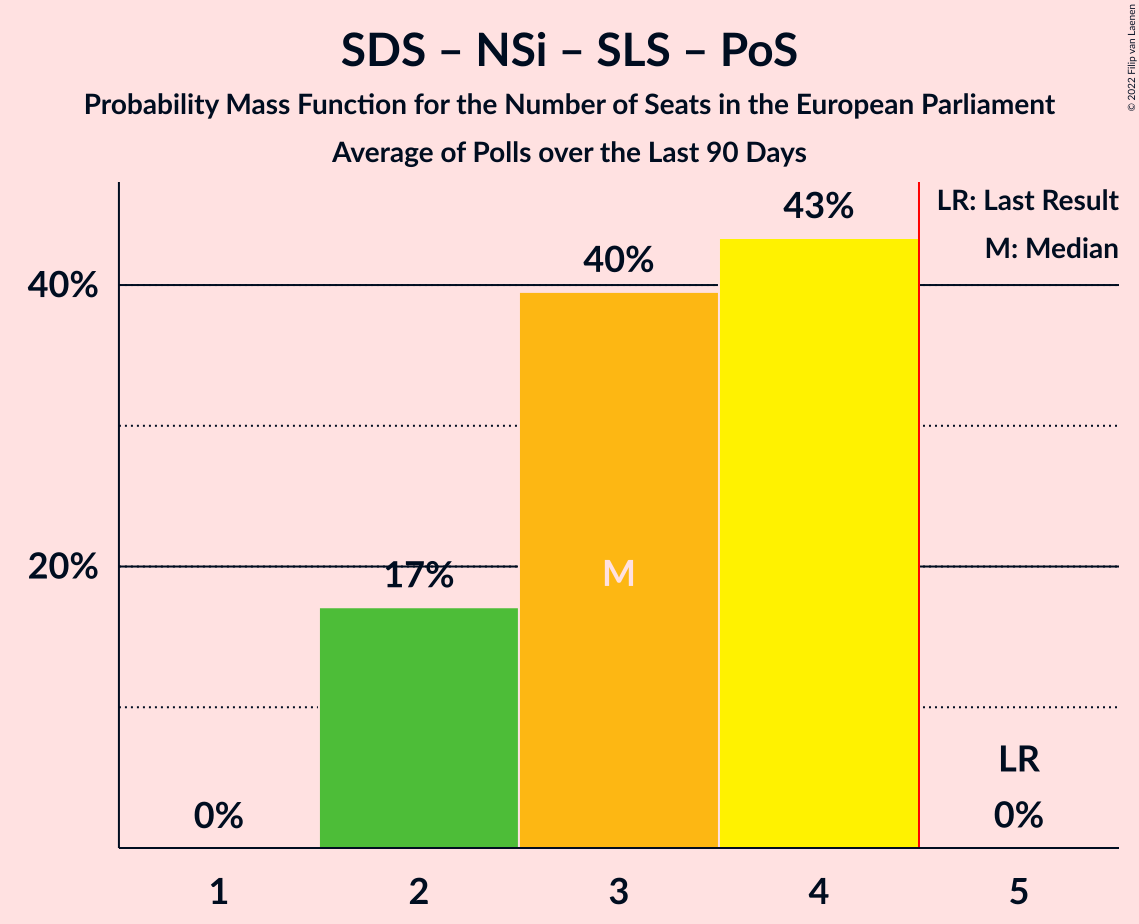 SDS – NSi – SLS – PoS
Probability Mass Function for the Number of Seats in the European Parliament
Average of Polls over the Last 90 Days
© 2022 Filip van Laenen
LR: Last Result
M: Median
43%
40%
40%
20%
17%
M
LR
0%
0%
1 2 3 4 5